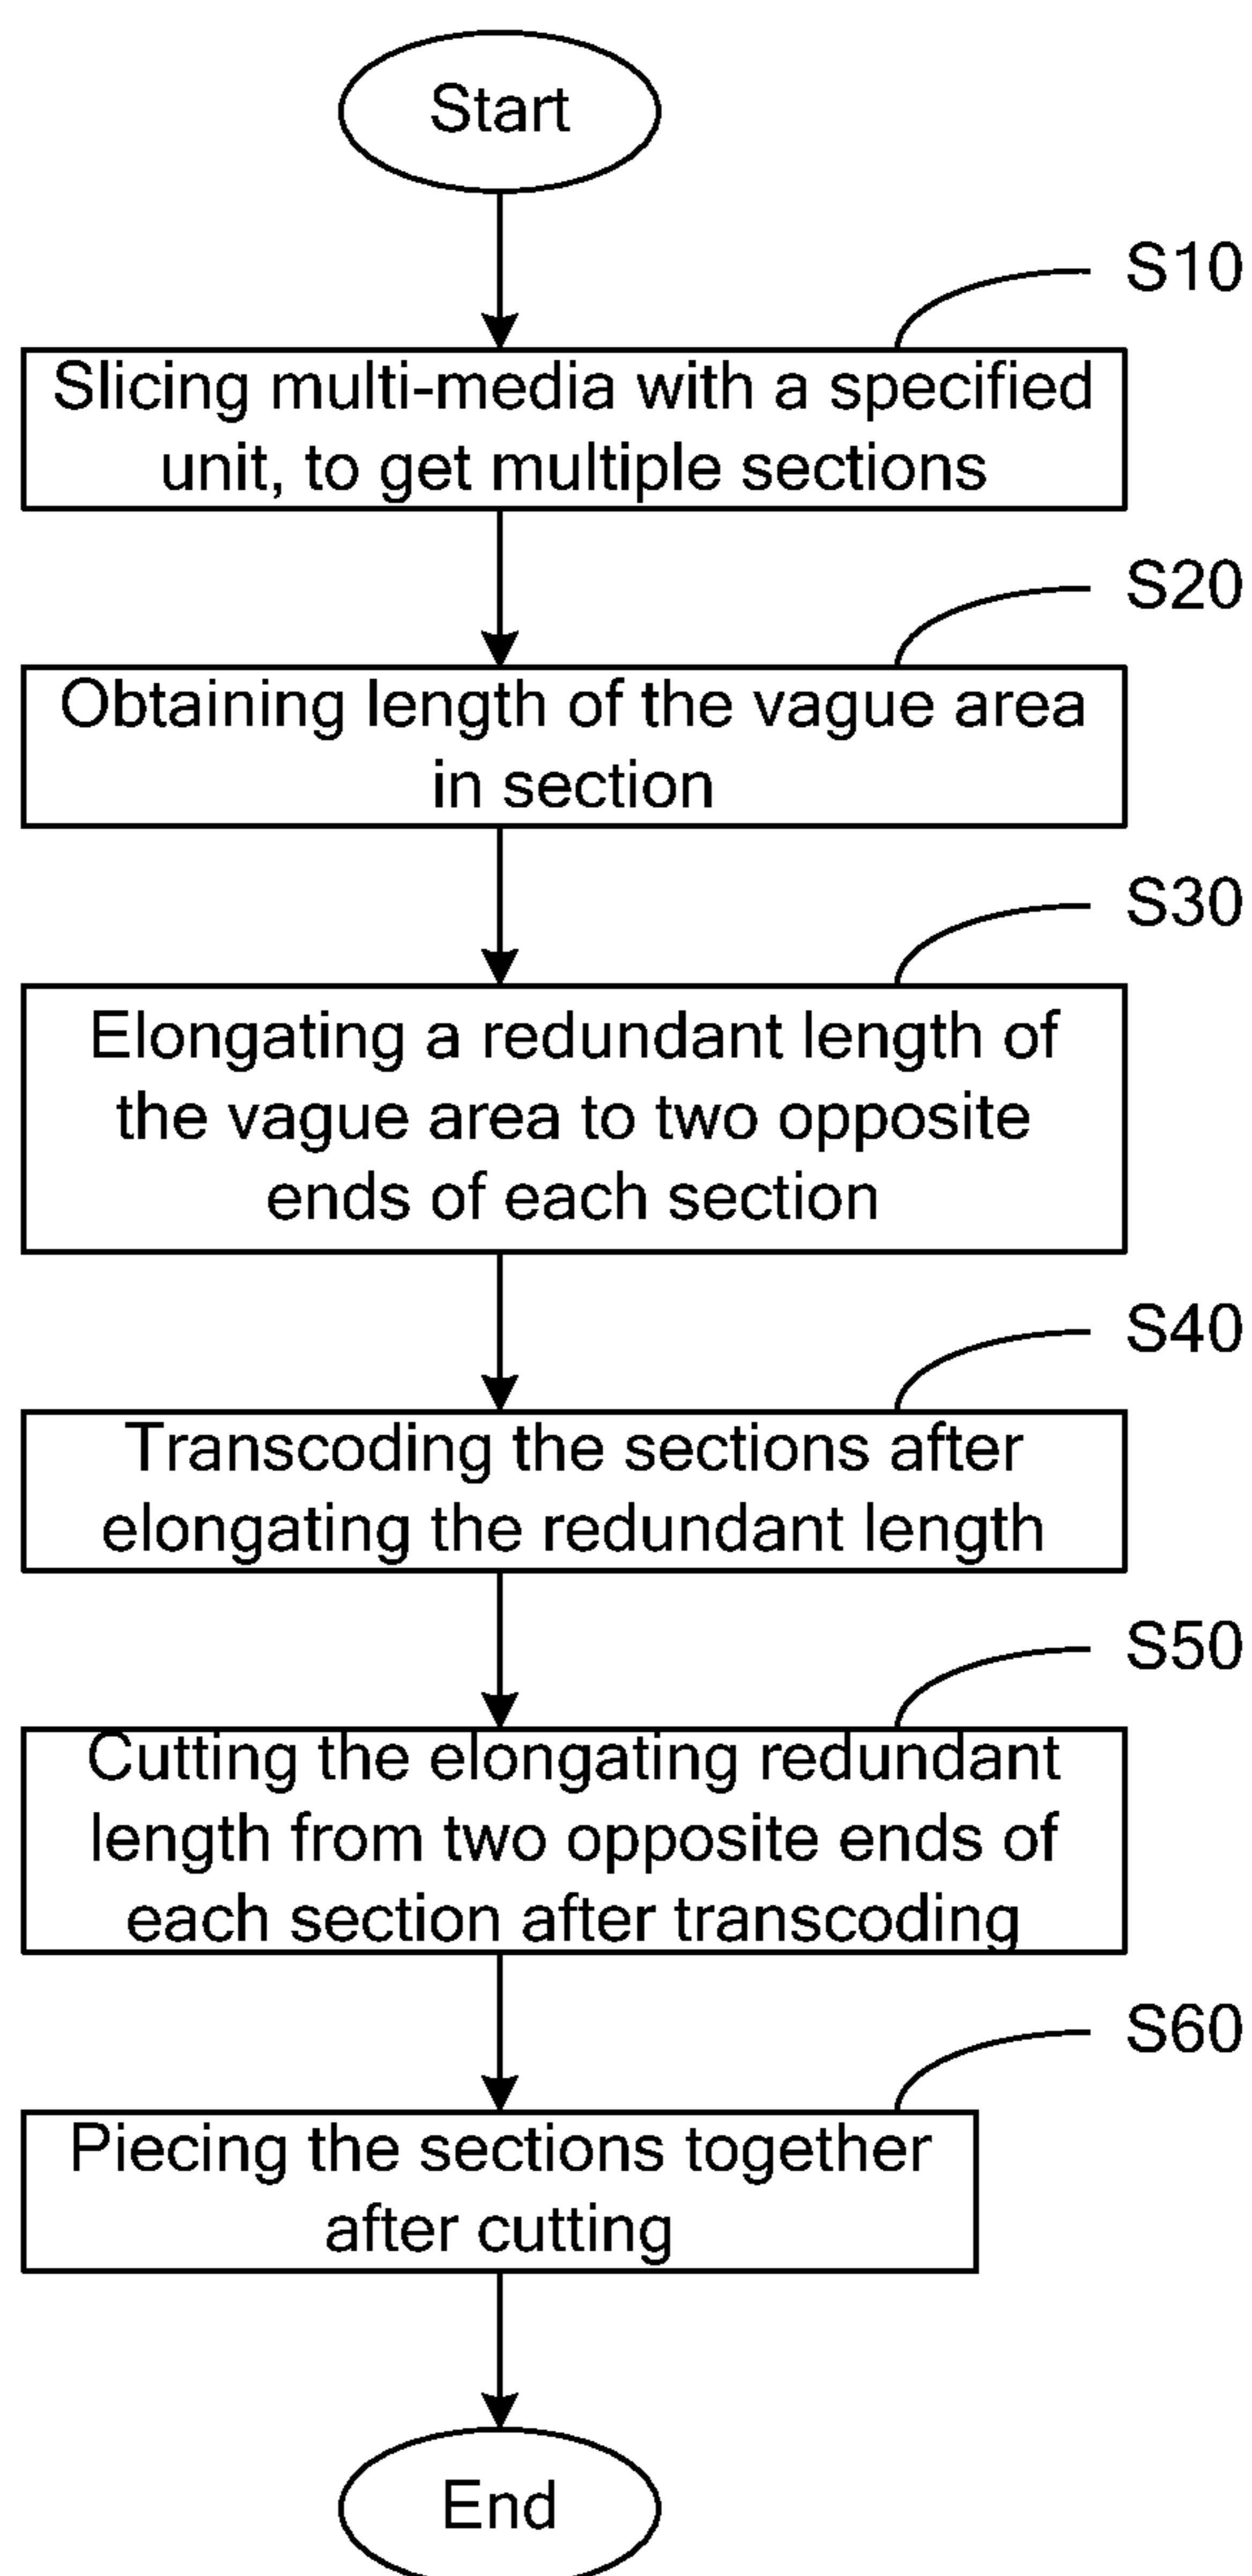 Start
S10
Slicing multi-media with a specified
unit, to get multiple sections
S20
Obtaining length of the vague area
in section
S30
Elongating a redundant length of
the vague area to two opposite
ends of each section
S40
Transcoding the sections after
elongating the redundant length
S50
Cutting the elongating redundant
length from two opposite ends of
each section after transcoding
S60
Piecing the sections together
after cutting
End